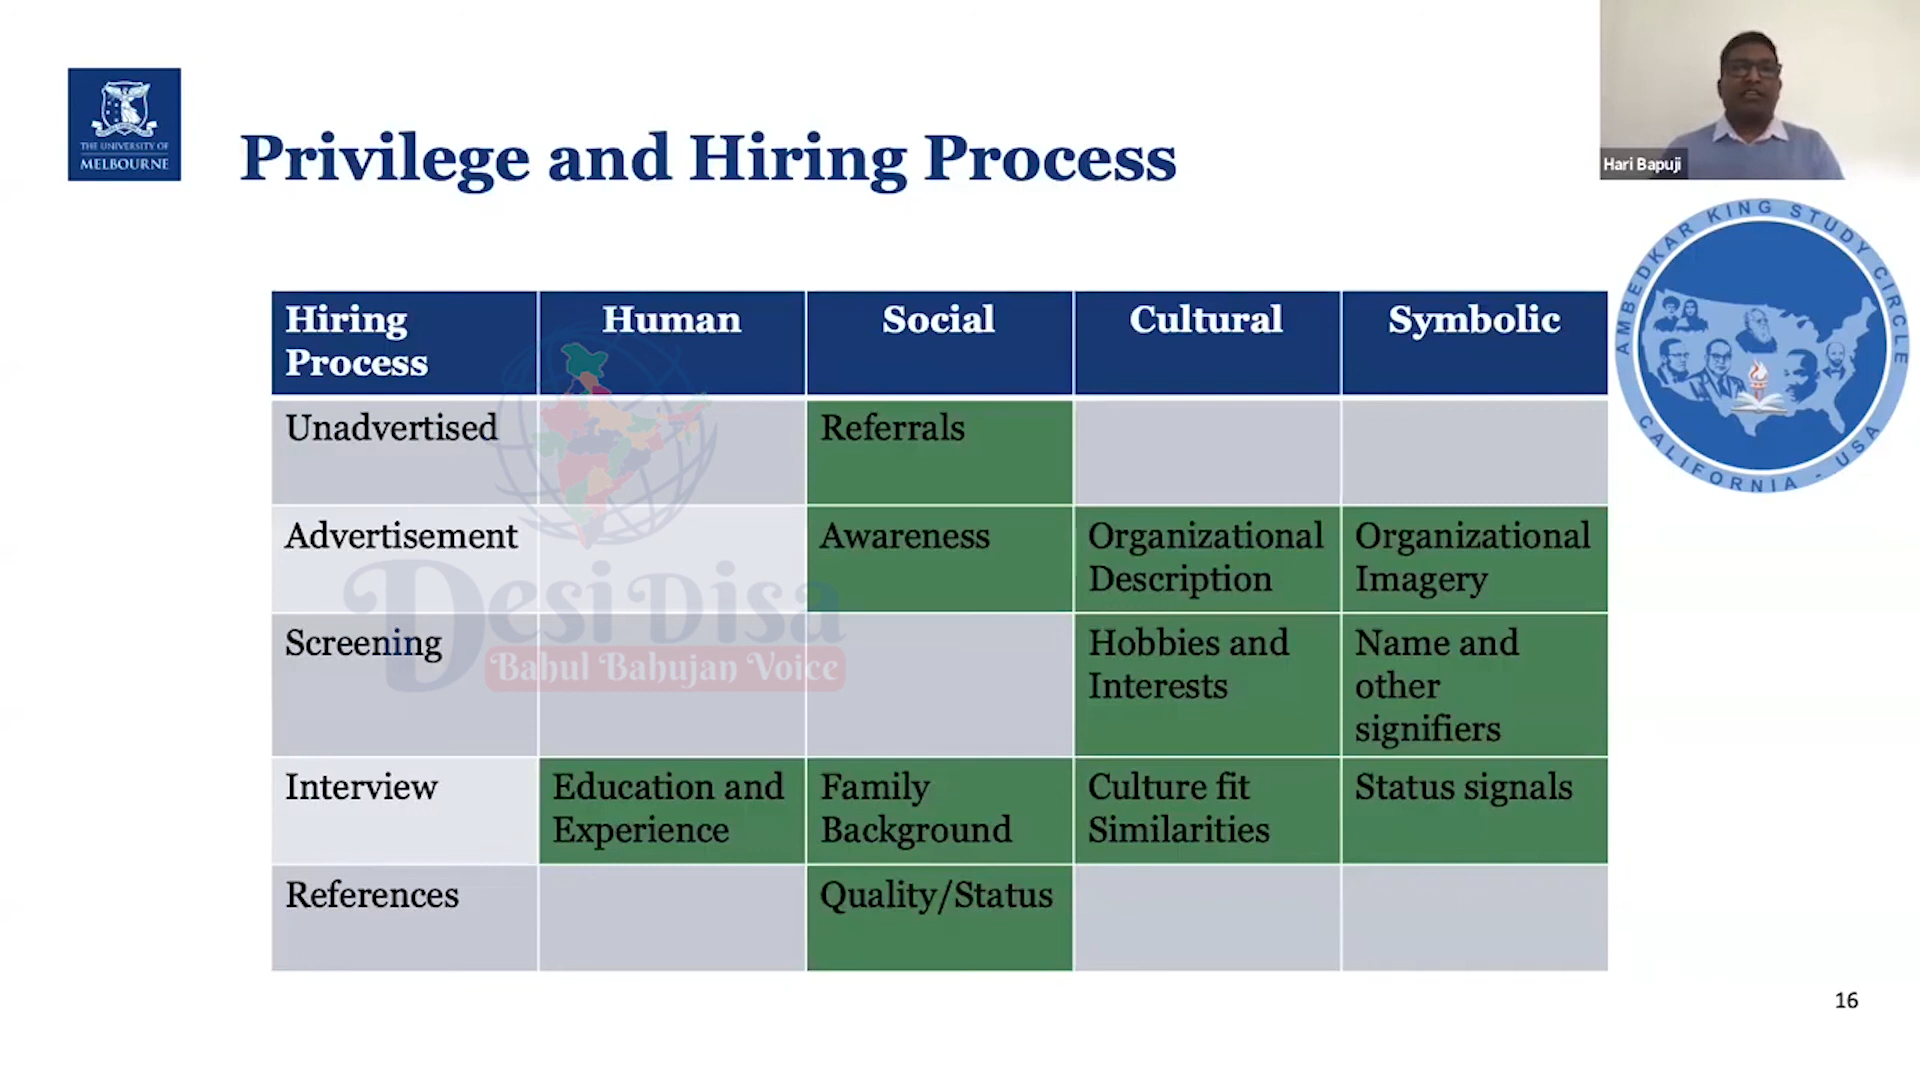 THE UNIVERSITY OF
MELBOURNE
Privilege and Hiring Process
Hari Bapuji
AMBEDKAR KING STUDY CIRCLE
CALIFORNIA - USA
Hiring
Process
Human
Social
Cultural
Symbolic
Unadvertised
Referrals
Advertisement
Awareness
Organizational
Description
Organizational
Imagery
Screening
Hobbies and
Interests
Name and
other
signifiers
Interview
Education and
Experience
Family
Background
Culture fit
Similarities
Status signals
References
Quality/Status
Desi Disa
Bahul Bahujan Voice
16